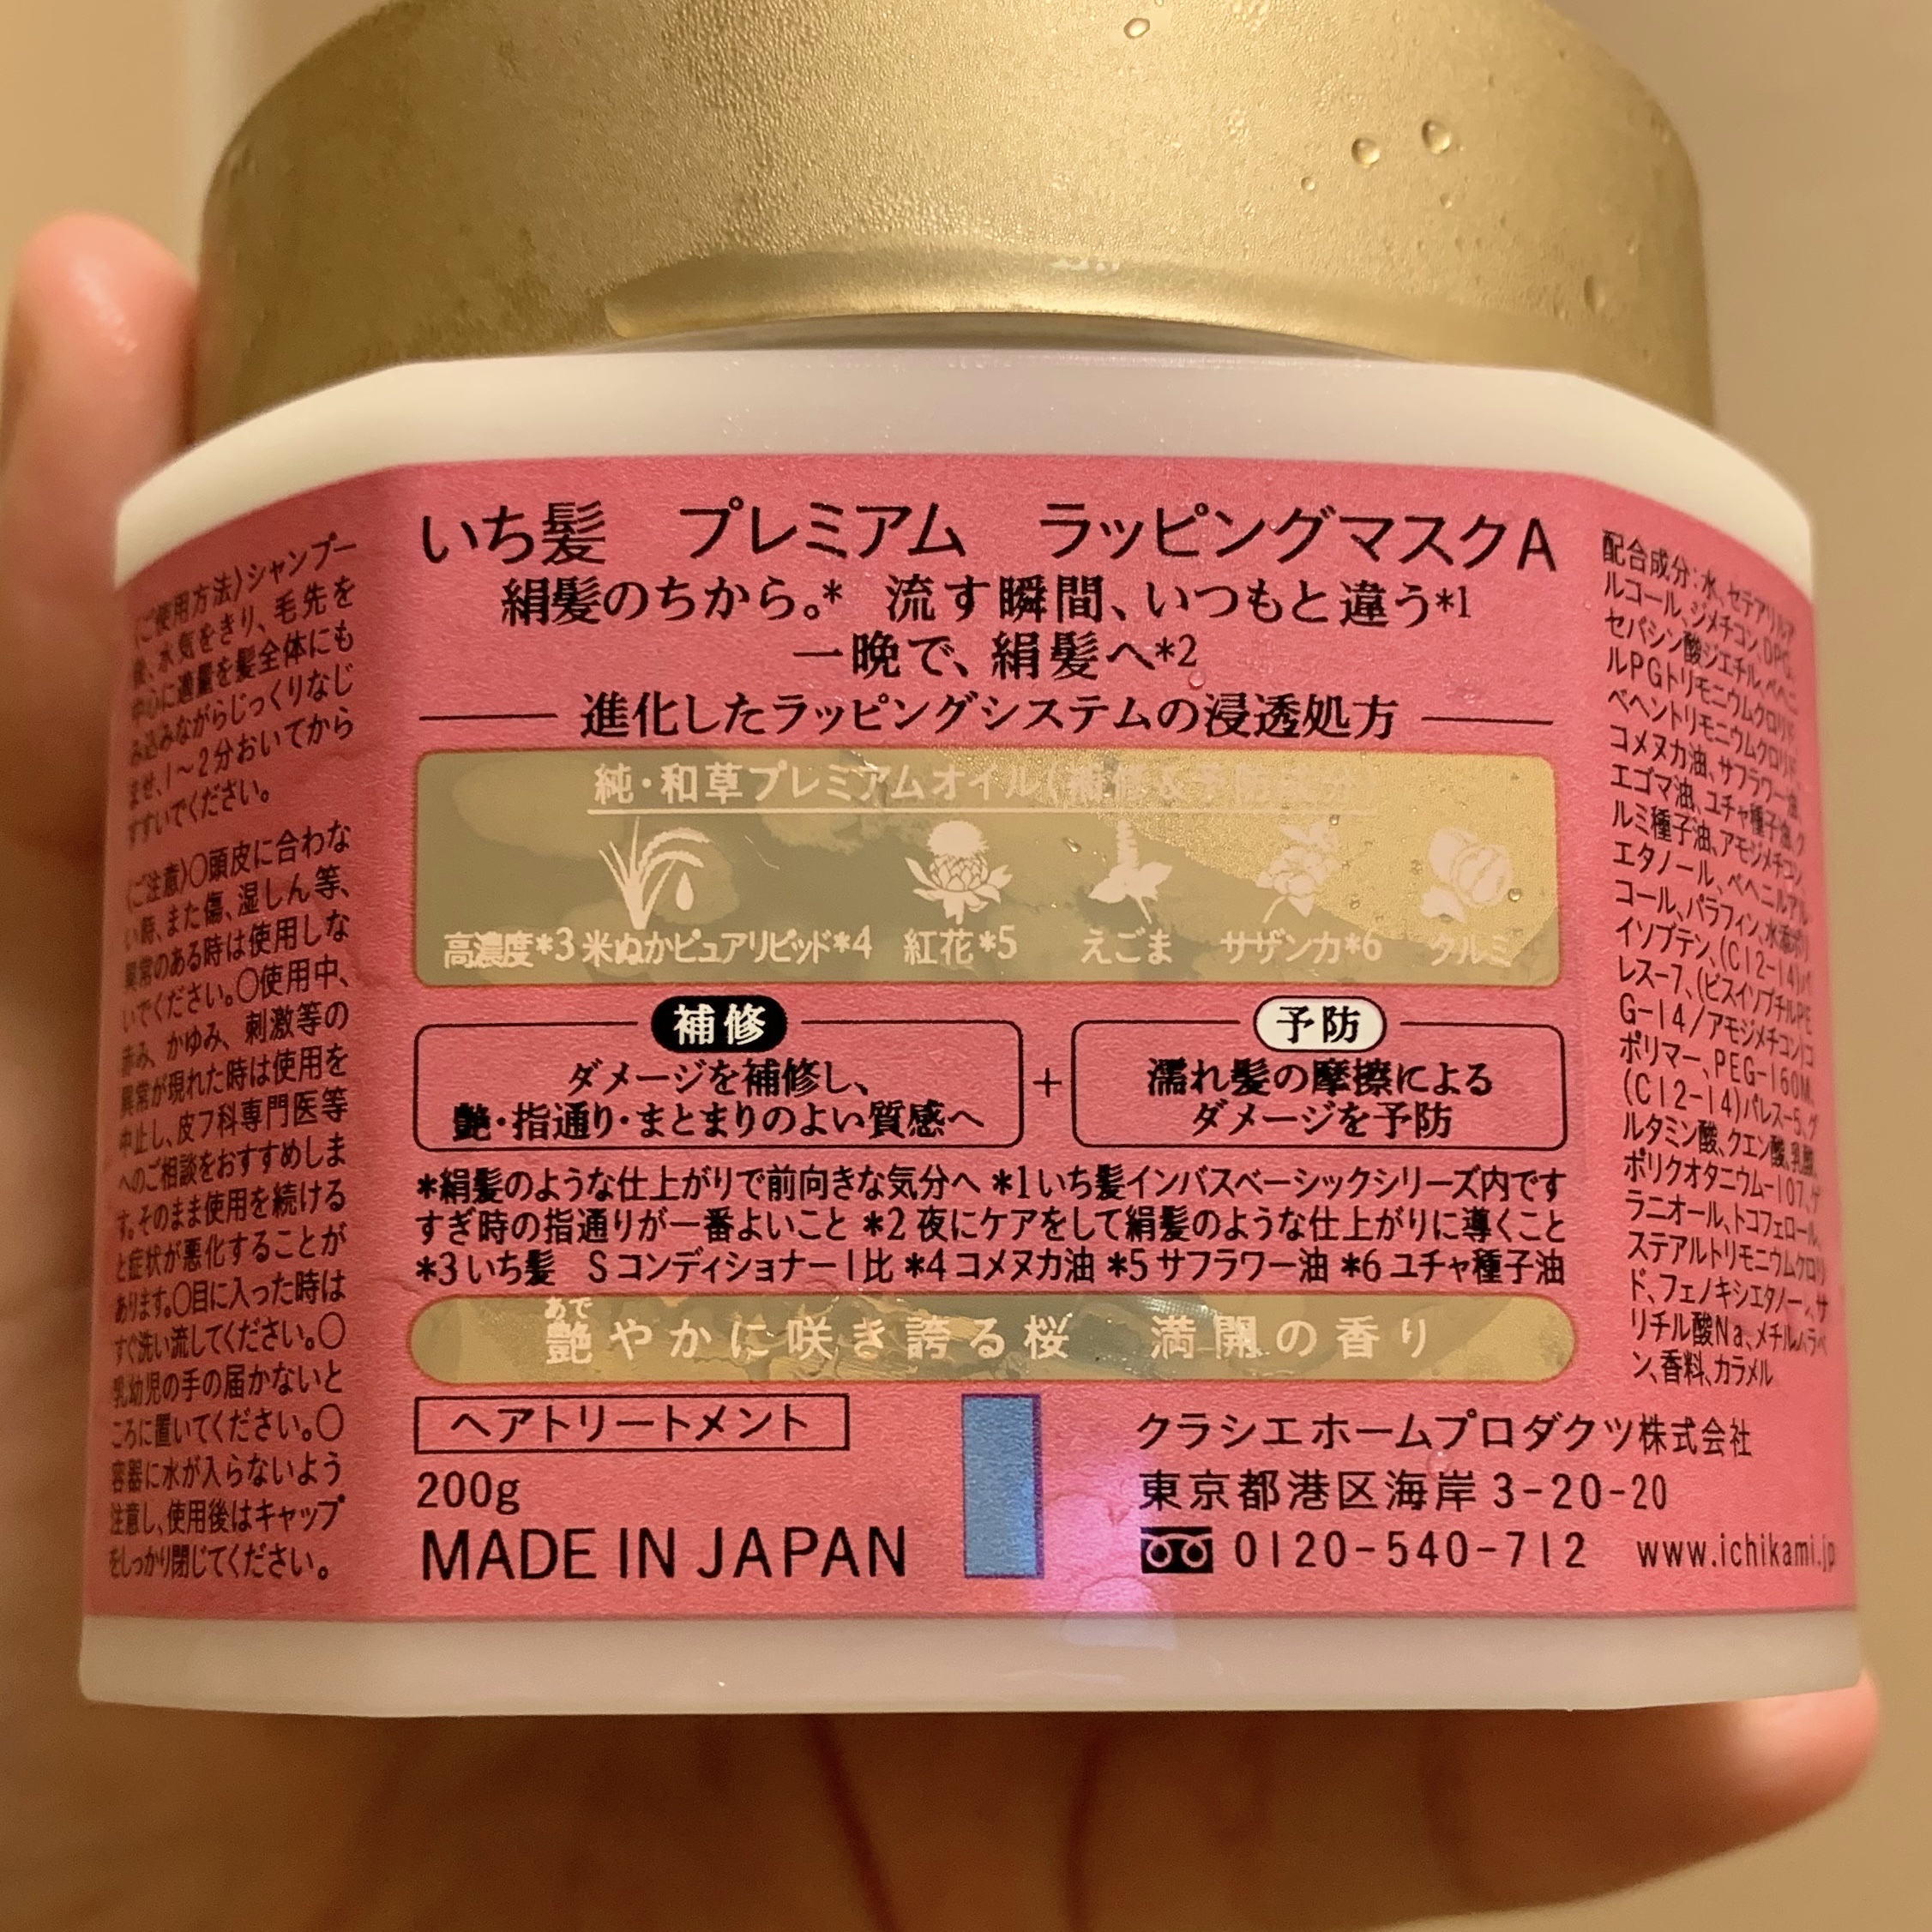 いち髪　プレミアム　ラッピングマスクA
絹髪のちから。*　流す瞬間、いつもと違う*1
一晩で、絹髪へ*2
進化したラッピングシステムの浸透処方
純・和草プレミアムオイル(補修&予防成分
高濃度*3米ぬかピュアリピッド*4　紅花*5　えごま　サザンカ*6　クルミ
補修
ダメージを補修し、
艶・指通り・まとまりのよい質感へ
+
予防
濡れ髪の摩擦による
ダメージを予防
*絹髪のような仕上がりで前向きな気分へ *1いち髪インバスベーシックシリーズ内です
すぎ時の指通りが一番よいこと *2 夜にケアをして絹髪のような仕上がりに導くこと
*3いち髪　Sコンディショナー1比 *4コメヌカ油 *5サフラワー油 *6ユチャ種子油
あで
艶やかに咲き誇る桜　満開の香り
ヘアトリートメント
200g
MADE IN JAPAN
クラシエホームプロダクツ株式会社
東京都港区海岸3-20-20
0120-540-712　www.ichikami.jp
〈ご使用方法〉シャンプー
後、水気をきり、毛先を
中心に適量を髪全体にも
み込みながらじっくりなじ
ませ、1〜2分おいてから
すすいでください。
〈ご注意〉○頭皮に合わな
い時、また傷、湿しん等、
異常のある時は使用しな
いでください。○使用中、
赤み、かゆみ、刺激等の
異常が現れた時は使用を
中止し、皮フ科専門医等
へのご相談をおすすめしま
す。そのまま使用を続ける
と症状が悪化することが
あります。○目に入った時は
すぐ洗い流してください。○
乳幼児の手の届かないと
ころに置いてください。○
容器に水が入らないよう
注意し、使用後はキャップ
をしっかり閉じてください。
配合成分:水、セテアリルア
ルコール、ジメチコン、DPG、
セバシン酸ジエチル、ベヘニ
ルPGトリモニウムクロリド、
ベヘントリモニウムクロリド、
コメヌカ油、サフラワー油、
エゴマ油、ユチャ種子油、ク
ルミ種子油、アモジメチコン、
エタノール、ベヘニルアル
コール、パラフィン、水添ポリ
イソブテン、(C12-14)パ
レス-7、(ビスイソブチルPE
G-14/アモジメチコン)コ
ポリマー、PEG-160M、
(C12-14)パレス-5、グ
ルタミン酸、クエン酸、乳酸、
ポリクオタニウム-107、ゲ
ラニオール、トコフェロール、
ステアルトリモニウムクロリ
ド、フェノキシエタノール、サ
リチル酸Na、メチルパラベ
ン、香料、カラメル